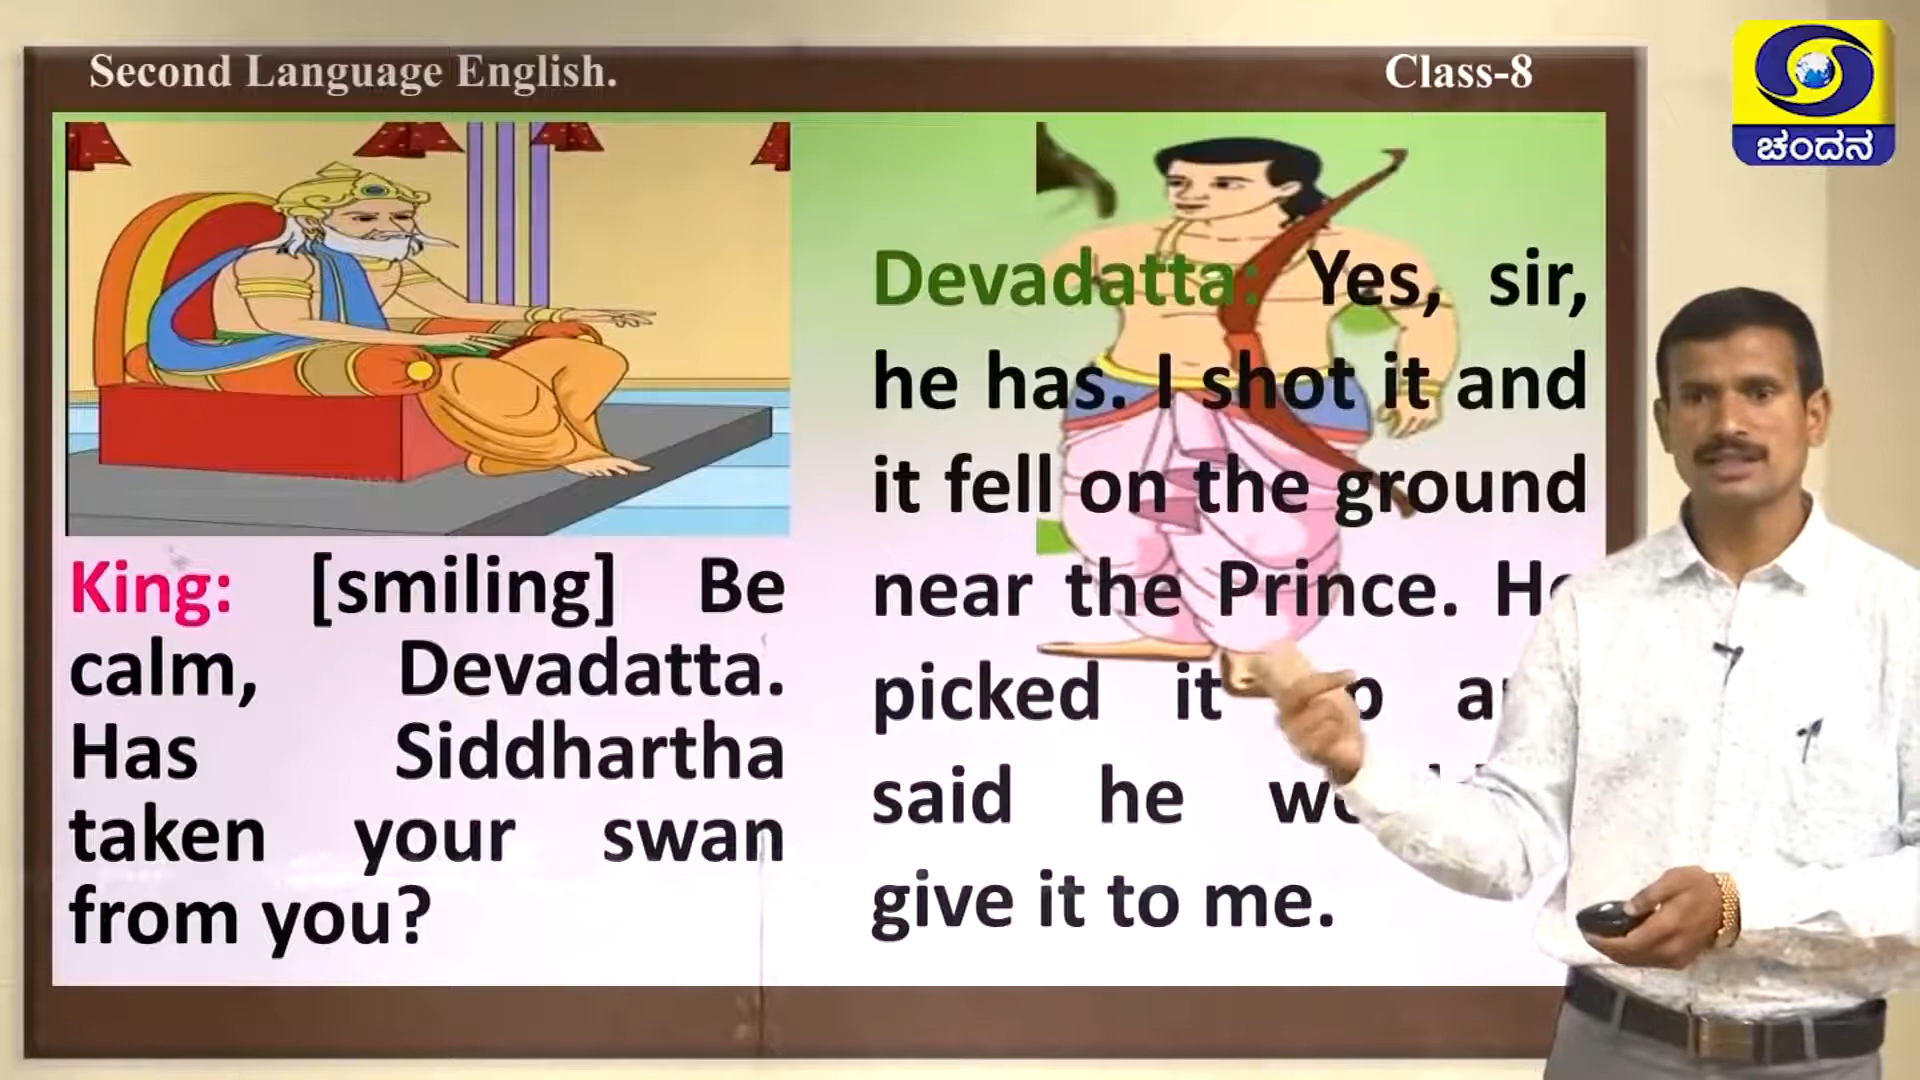 Second Language English.
Class-8
ಚಂದನ
King: [smiling] Be
calm, Devadatta.
Has Siddhartha
taken your swan
from you?
Devadatta: Yes, sir,
he has. I shot it and
it fell on the ground
near the Prince. He
picked it
said he
give it to me.